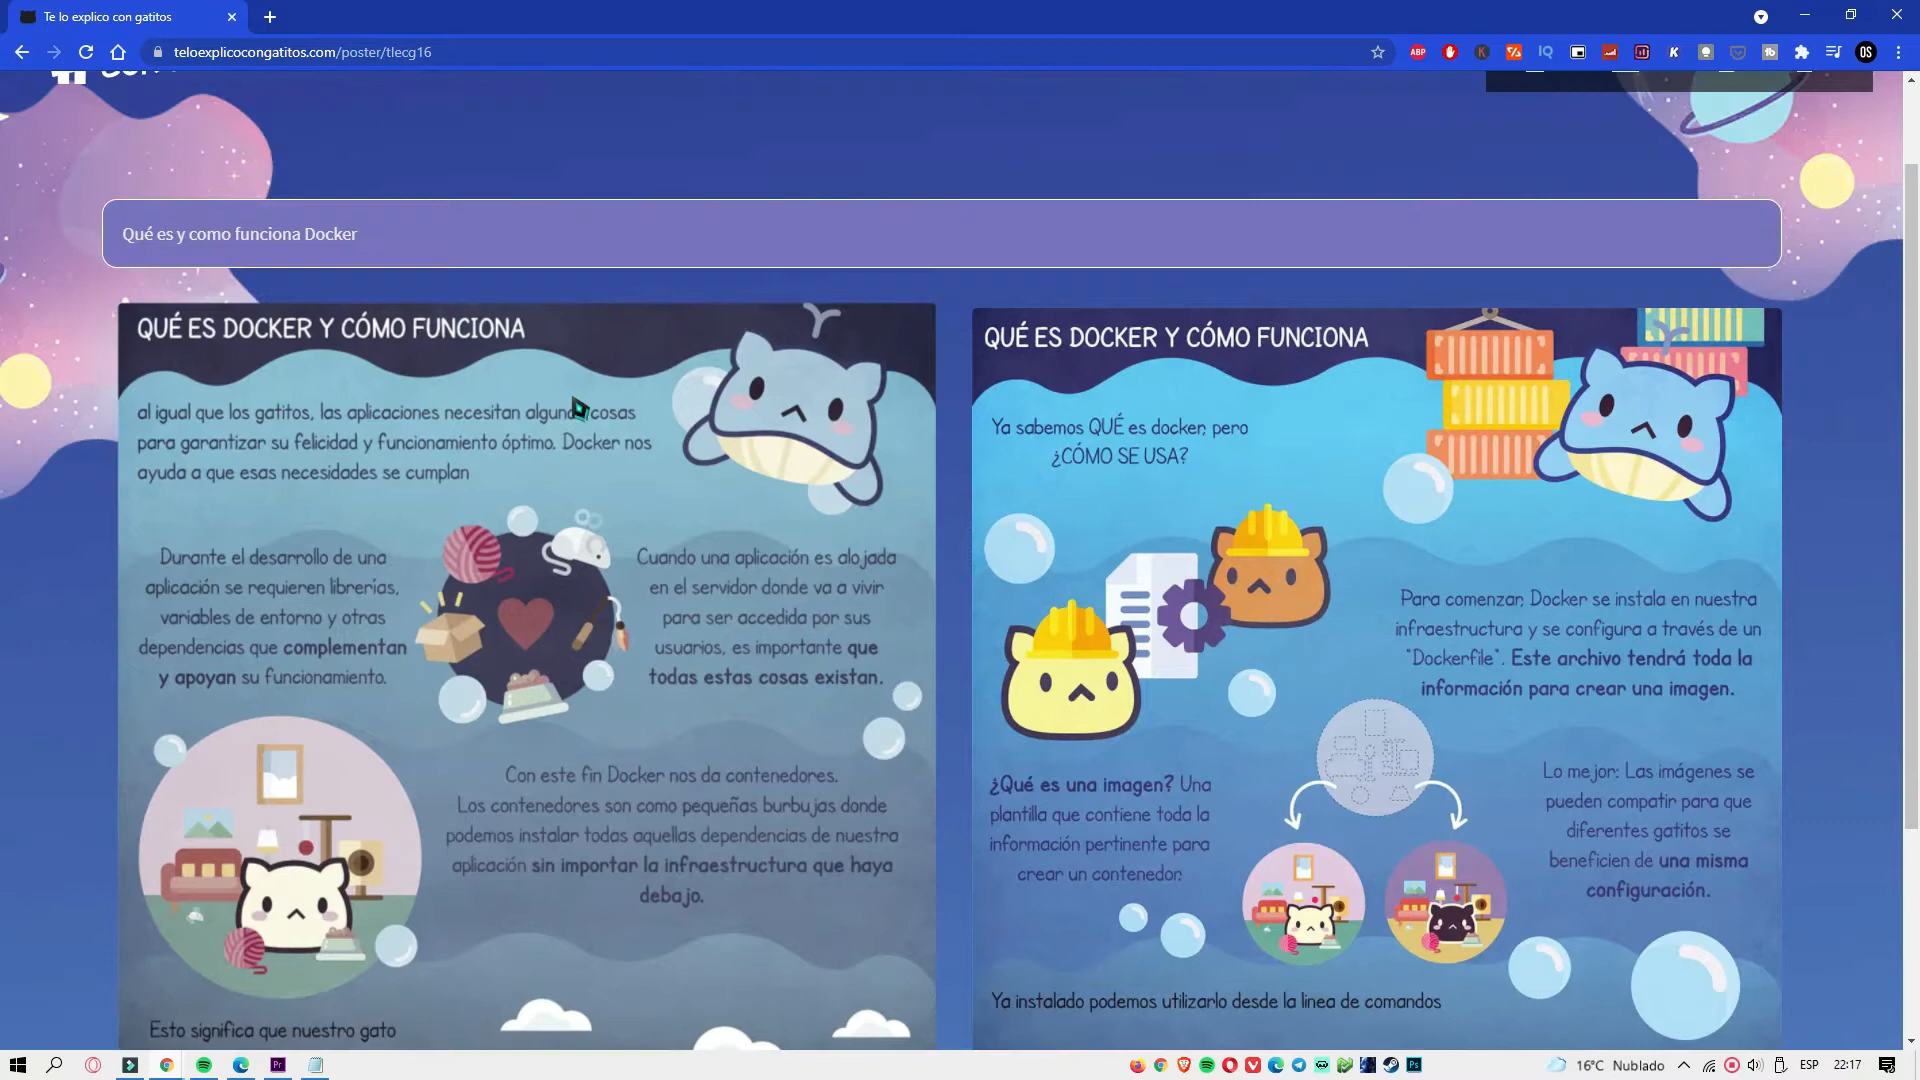 Te lo explico con gatitos
teloexplicocongatitos.com/poster/tlecg16
Qué es y como funciona Docker
QUÉ ES DOCKER Y CÓMO FUNCIONA
al igual que los gatitos, las aplicaciones necesitan algunas cosas
para garantizar su felicidad y funcionamiento óptimo. Docker nos
ayuda a que esas necesidades se cumplan
Durante el desarrollo de una
aplicación se requieren librerías,
variables de entorno y otras
dependencias que complementan
y apoyan su funcionamiento.
Cuando una aplicación es alojada
en el servidor donde va a vivir
para ser accedida por sus
usuarios, es importante que
todas estas cosas existan.
Con este fin Docker nos da contenedores.
Los contenedores son como pequeñas burbujas donde
podemos instalar todas aquellas dependencias de nuestra
aplicación sin importar la infraestructura que haya
debajo.
Esto significa que nuestro gato
QUÉ ES DOCKER Y CÓMO FUNCIONA
Ya sabemos QUÉ es docker, pero
¿CÓMO SE USA?
Para comenzar, Docker se instala en nuestra
infraestructura y se configura a través de un
"Dockerfile". Este archivo tendrá toda la
información para crear una imagen.
¿Qué es una imagen? Una
plantilla que contiene toda la
información pertinente para
crear un contenedor.
Lo mejor: Las imágenes se
pueden compatir para que
diferentes gatitos se
beneficien de una misma
configuración.
Ya instalado podemos utilizarlo desde la linea de comandos
16°C Nublado
ESP
22:17